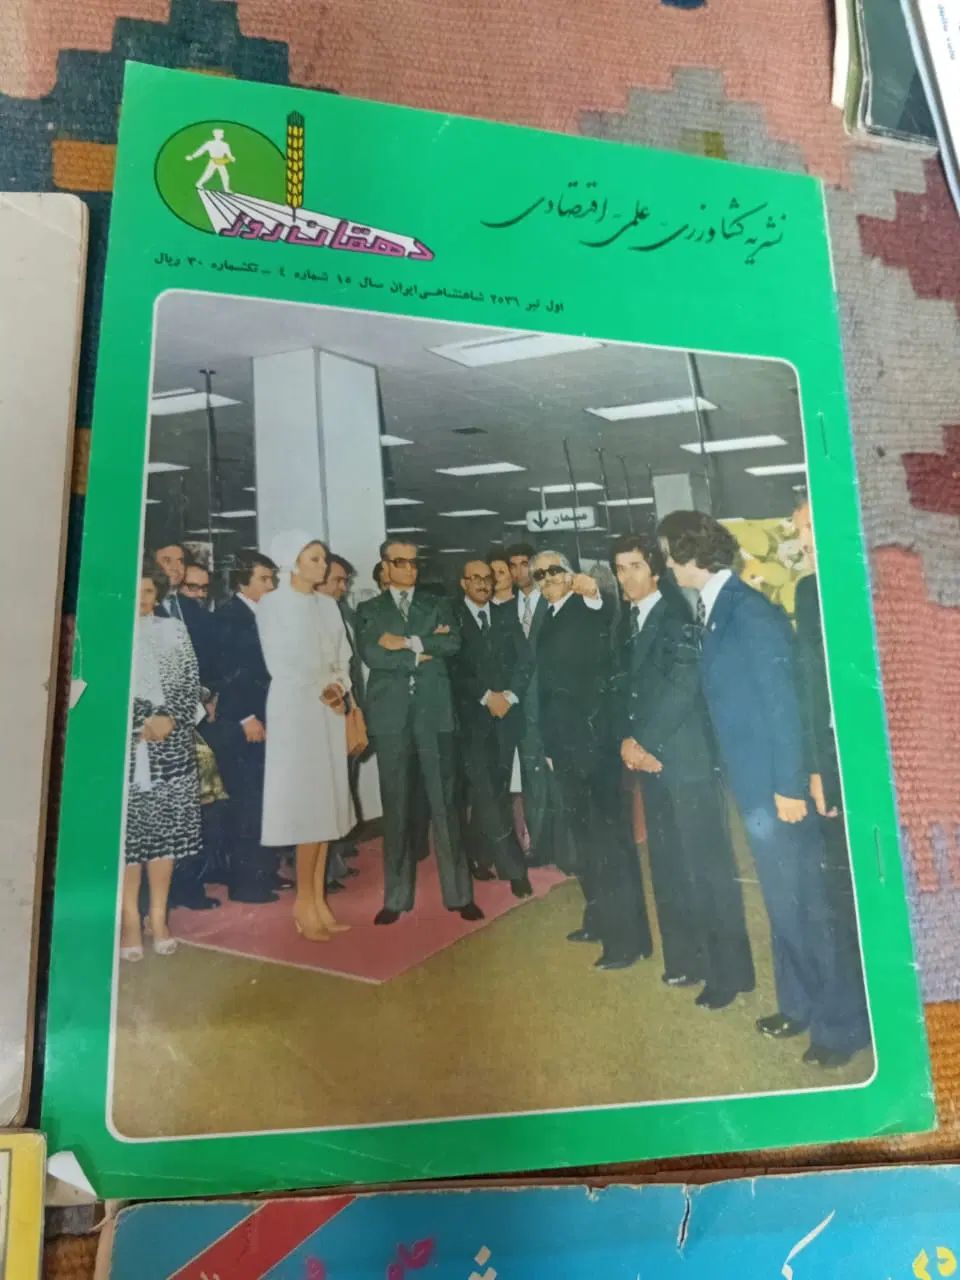 نشریه کشاورزی - علمی - اقتصادی
دهقان روز
اول تیر ۲۵۳۶ شاهنشاهی ایران سال ۱۵ شماره ۴ - تکشماره ۳۰ ریال